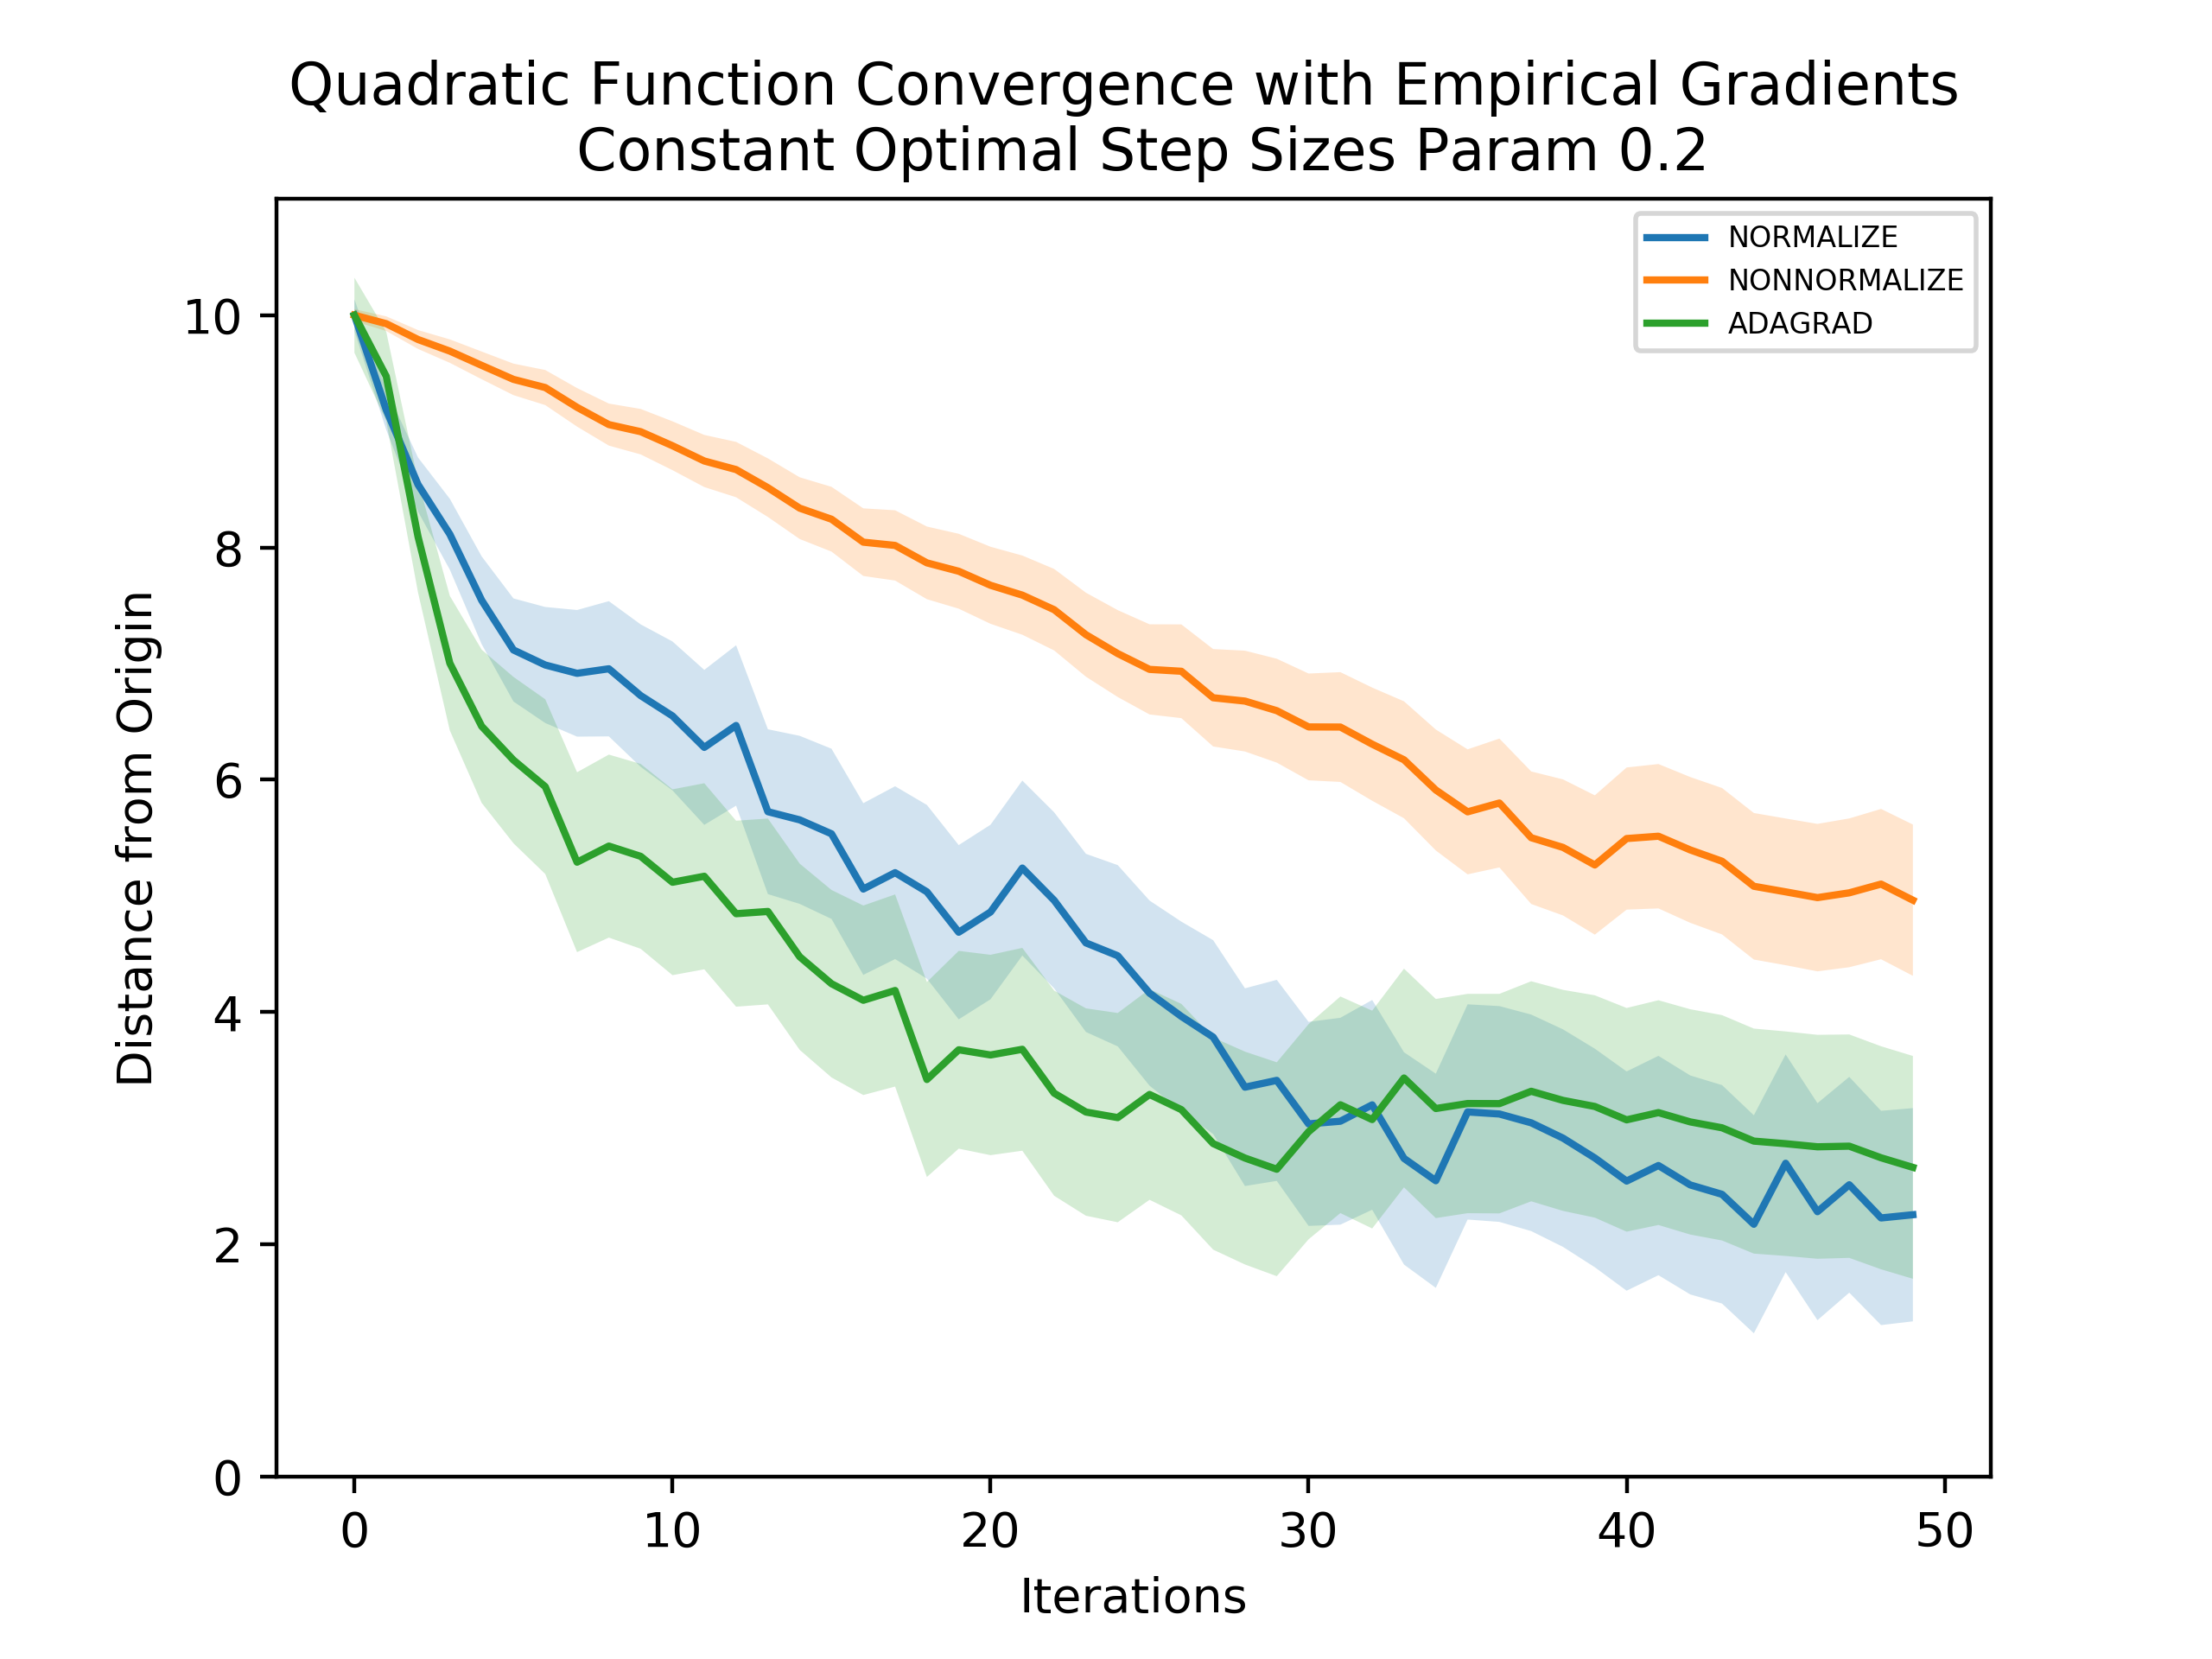 Quadratic Function Convergence with Empirical Gradients
Constant Optimal Step Sizes Param 0.2
NORMALIZE
NONNORMALIZE
ADAGRAD
Distance from Origin
10
8
6
4
2
0
0 10 20 30 40 50
Iterations